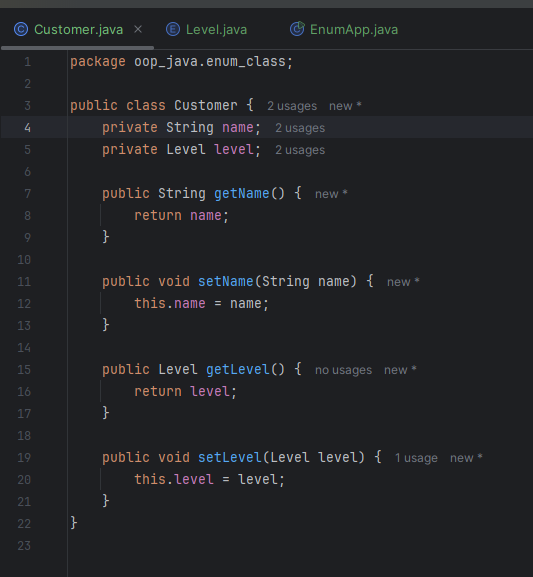 Customer.java
Level.java
EnumApp.java
1 package oop_java.enum_class;
2
3 public class Customer { 2 usages new *
4 private String name; 2 usages
5 private Level level; 2 usages
6
7 public String getName() { new *
8 return name;
9 }
10
11 public void setName(String name) { new *
12 this.name = name;
13 }
14
15 public Level getLevel() { no usages new *
16 return level;
17 }
18
19 public void setLevel(Level level) { 1 usage new *
20 this.level = level;
21 }
22 }
23